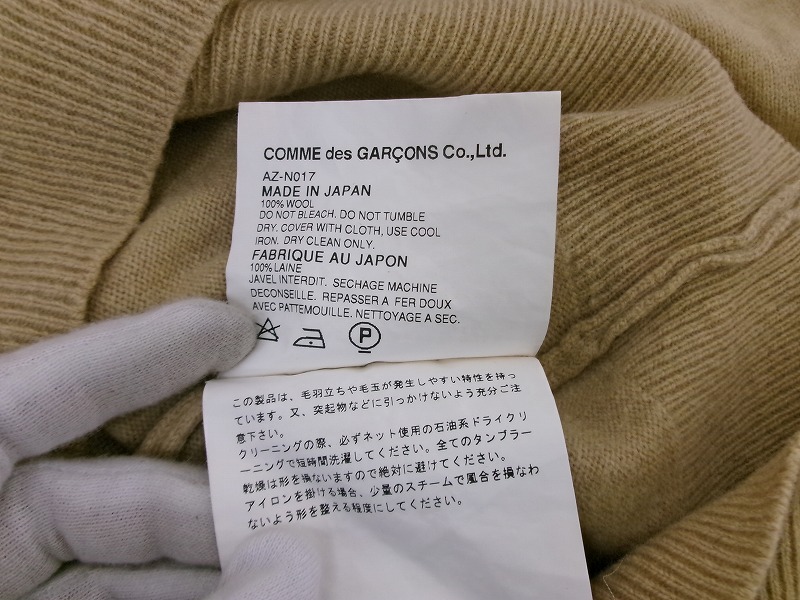 COMME des GARÇONS Co.,Ltd.
AZ-N017
MADE IN JAPAN
100% WOOL
DO NOT BLEACH. DO NOT TUMBLE
DRY. COVER WITH CLOTH, USE COOL
IRON. DRY CLEAN ONLY.
FABRIQUE AU JAPON
100% LAINE
JAVEL INTERDIT. SECHAGE MACHINE
DECONSEILLE. REPASSER A FER DOUX
AVEC PATTEMOUILLE. NETTOYAGE A SEC.
P
この製品は、毛羽立ちや毛玉が発生しやすい特性を持っ
ています。又、突起物などに引っかけないよう充分ご注
意下さい。
クリーニングの際、必ずネット使用の石油系ドライクリ
ーニングで短時間洗濯してください。全てのタンブラー
乾燥は形を損ないますので絶対に避けてください。
アイロンを掛ける場合、少量のスチームで風合を損なわ
ないよう形を整える程度にしてください。